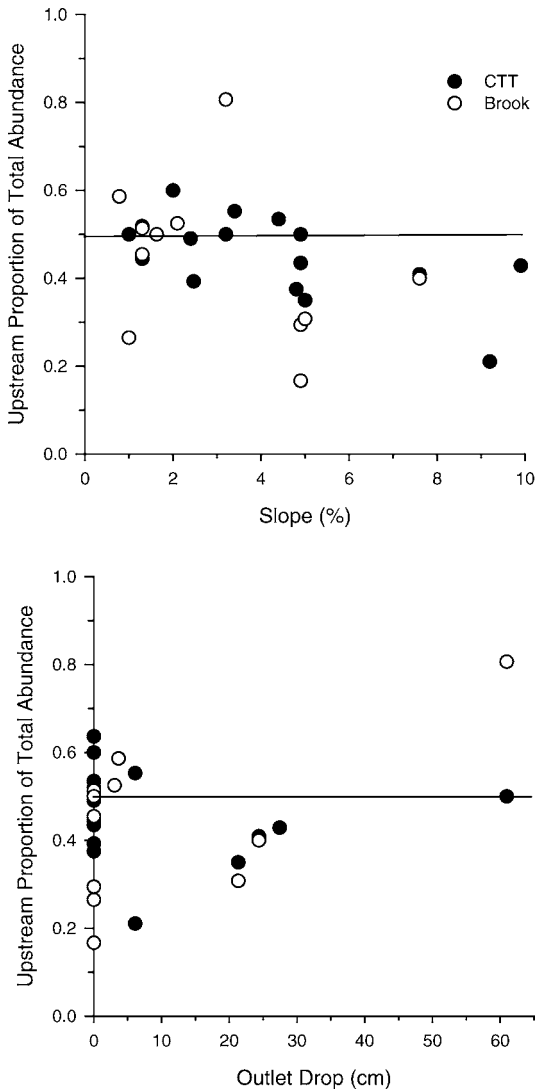 1.0
0.8
0.6
0.4
0.2
0.0
Upstream Proportion of Total Abundance
CTT
Brook
0 2 4 6 8 10
Slope (%)
1.0
0.8
0.6
0.4
0.2
0.0
Upstream Proportion of Total Abundance
0 10 20 30 40 50 60
Outlet Drop (cm)